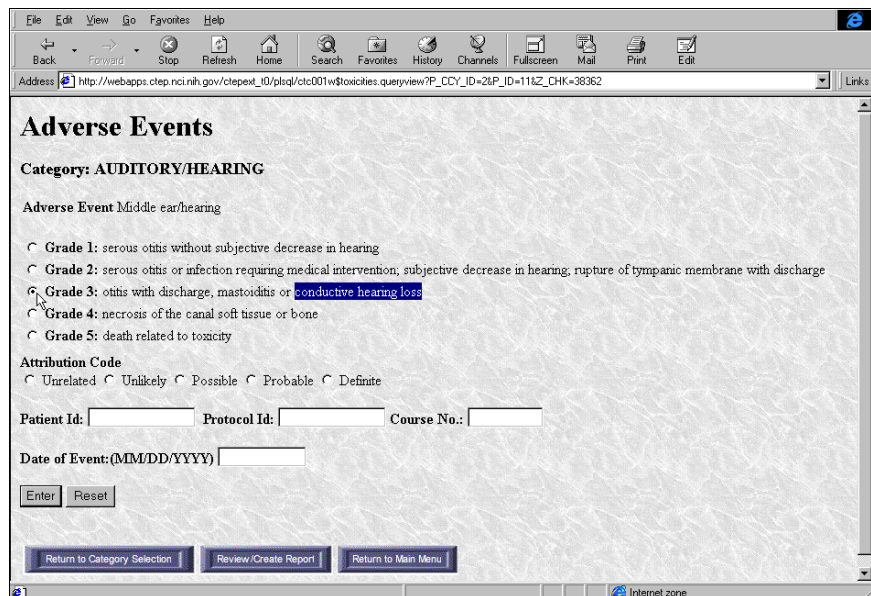 File Edit View Go Favorites Help
Back Forward Stop Refresh Home Search Favorites History Channels Fullscreen Mail Print Edit
Address http://webapps.ctep.nci.nih.gov/ctepext_t0/plsql/ctc001w$toxicities.queryview?P_CCY_ID=2&P_ID=11&Z_CHK=38362 Links
Adverse Events
Category: AUDITORY/HEARING
Adverse Event Middle ear/hearing
Grade 1: serous otitis without subjective decrease in hearing
Grade 2: serous otitis or infection requiring medical intervention; subjective decrease in hearing; rupture of tympanic membrane with discharge
Grade 3: otitis with discharge, mastoiditis or conductive hearing loss
Grade 4: necrosis of the canal soft tissue or bone
Grade 5: death related to toxicity
Attribution Code
Unrelated Unlikely Possible Probable Definite
Patient Id: Protocol Id: Course No.:
Date of Event:(MM/DD/YYYY)
Enter Reset
Return to Category Selection Review/Create Report Return to Main Menu
Internet zone